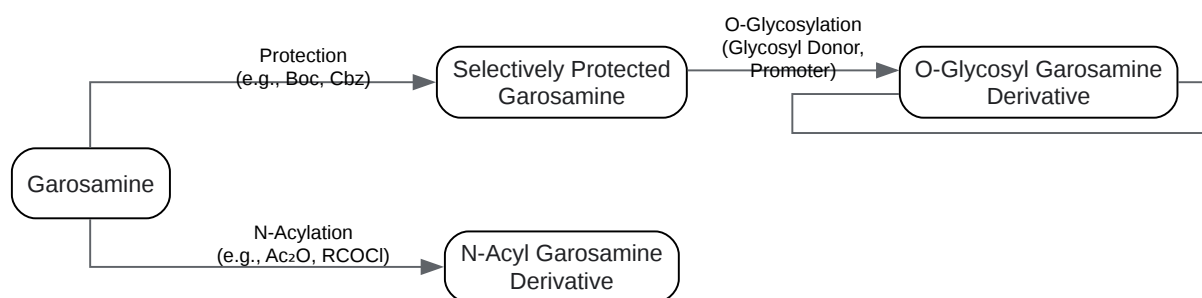 Protection
(e.g., Boc, Cbz)
Selectively Protected
Garosamine
O-Glycosylation
(Glycosyl Donor,
Promoter)
O-Glycosyl Garosamine
Derivative
Garosamine
N-Acylation
(e.g., Ac₂O, RCOCl)
N-Acyl Garosamine
Derivative